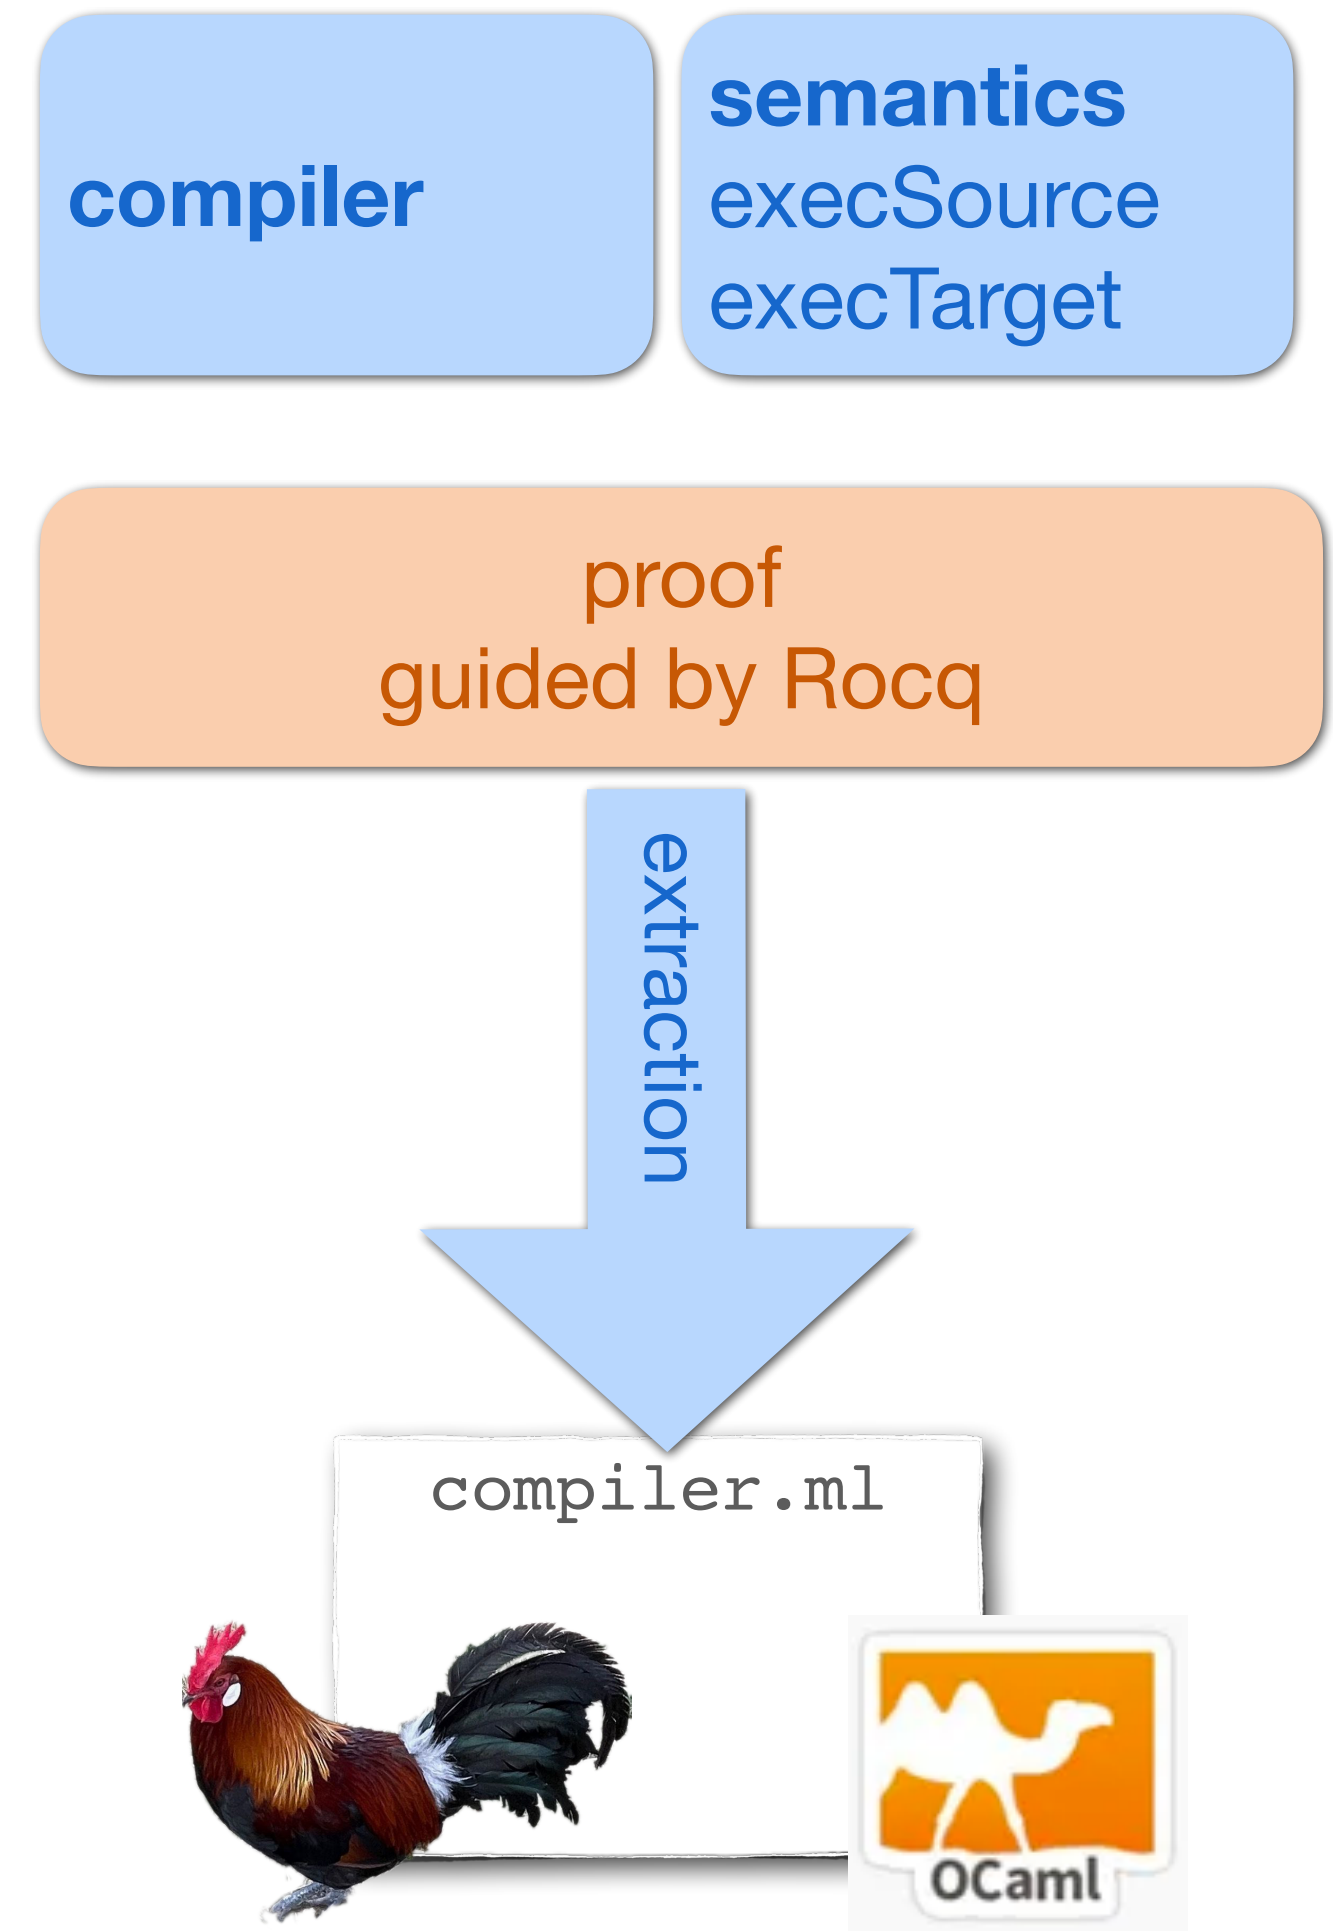 compiler
semantics
execSource
execTarget
proof
guided by Rocq
extraction
compiler.ml
OCaml